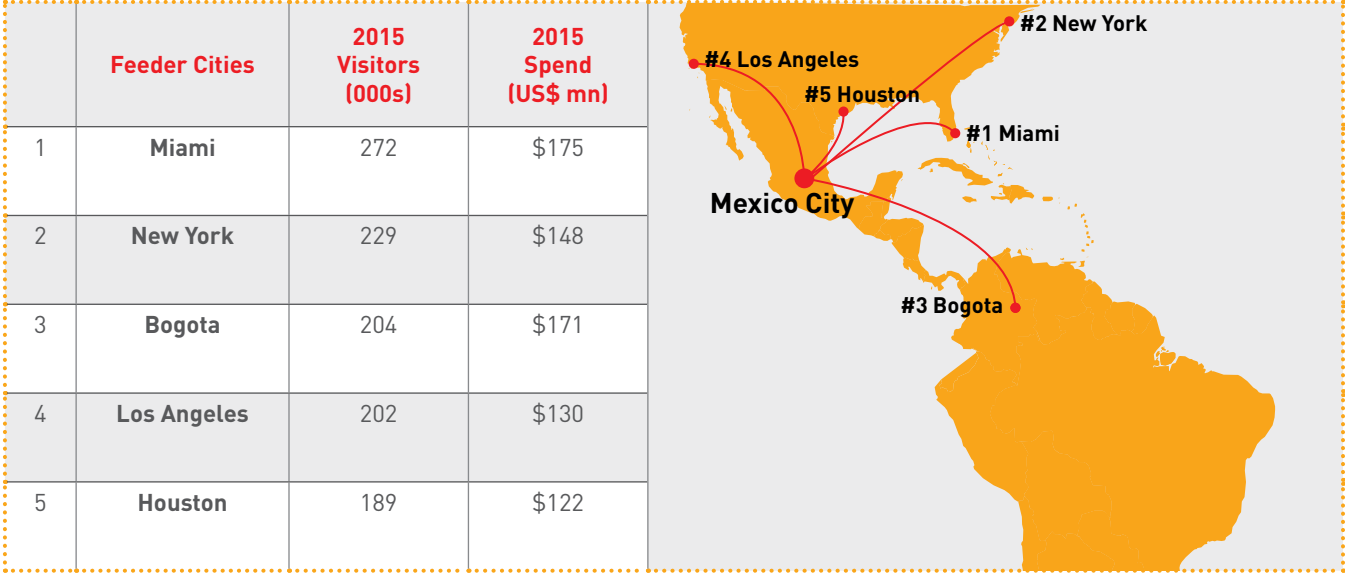 Feeder Cities
2015
Visitors
(000s)
2015
Spend
(US$ mn)
1 Miami 272 $175
2 New York 229 $148
3 Bogota 204 $171
4 Los Angeles 202 $130
5 Houston 189 $122
#2 New York
#4 Los Angeles
#5 Houston
#1 Miami
Mexico City
#3 Bogota